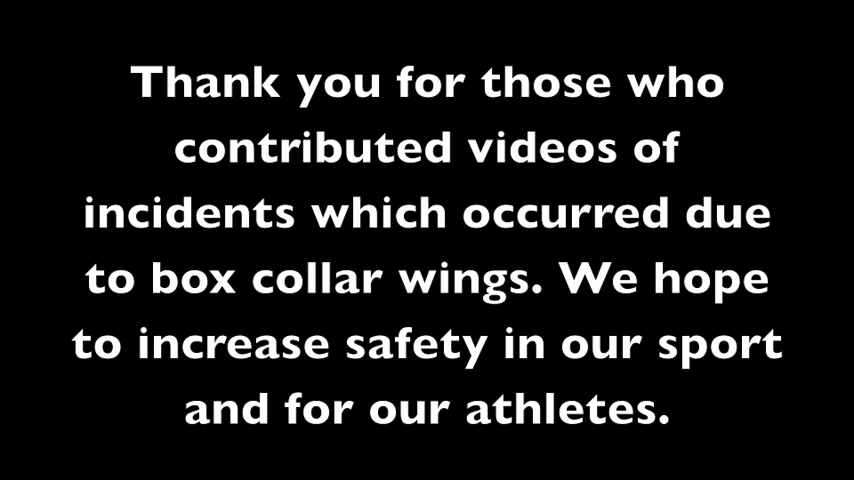 Thank you for those who
contributed videos of
incidents which occurred due
to box collar wings. We hope
to increase safety in our sport
and for our athletes.